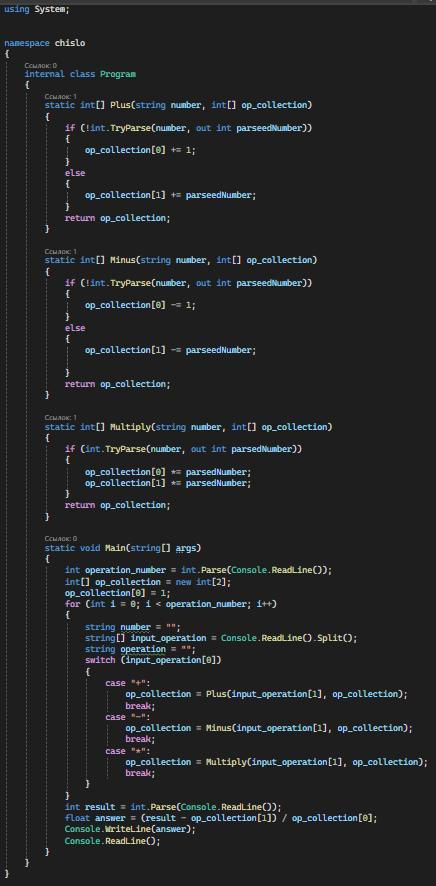 using System;
namespace chislo
{
Ссылок: 0
internal class Program
{
Ссылок: 1
static int[] Plus(string number, int[] op_collection)
{
if (!int.TryParse(number, out int parseedNumber))
{
op_collection[0] += 1;
}
else
{
op_collection[1] += parseedNumber;
}
return op_collection;
}
Ссылок: 1
static int[] Minus(string number, int[] op_collection)
{
if (!int.TryParse(number, out int parseedNumber))
{
op_collection[0] -= 1;
}
else
{
op_collection[1] -= parseedNumber;
}
return op_collection;
}
Ссылок: 1
static int[] Multiply(string number, int[] op_collection)
{
if (int.TryParse(number, out int parsedNumber))
{
op_collection[0] *= parsedNumber;
op_collection[1] *= parsedNumber;
}
return op_collection;
}
Ссылок: 0
static void Main(string[] args)
{
int operation_number = int.Parse(Console.ReadLine());
int[] op_collection = new int[2];
op_collection[0] = 1;
for (int i = 0; i < operation_number; i++)
{
string number = "";
string[] input_operation = Console.ReadLine().Split();
string operation = "";
switch (input_operation[0])
{
case "+":
op_collection = Plus(input_operation[1], op_collection);
break;
case "-":
op_collection = Minus(input_operation[1], op_collection);
break;
case "*":
op_collection = Multiply(input_operation[1], op_collection);
break;
}
}
int result = int.Parse(Console.ReadLine());
float answer = (result - op_collection[1]) / op_collection[0];
Console.WriteLine(answer);
Console.ReadLine();
}
}
}